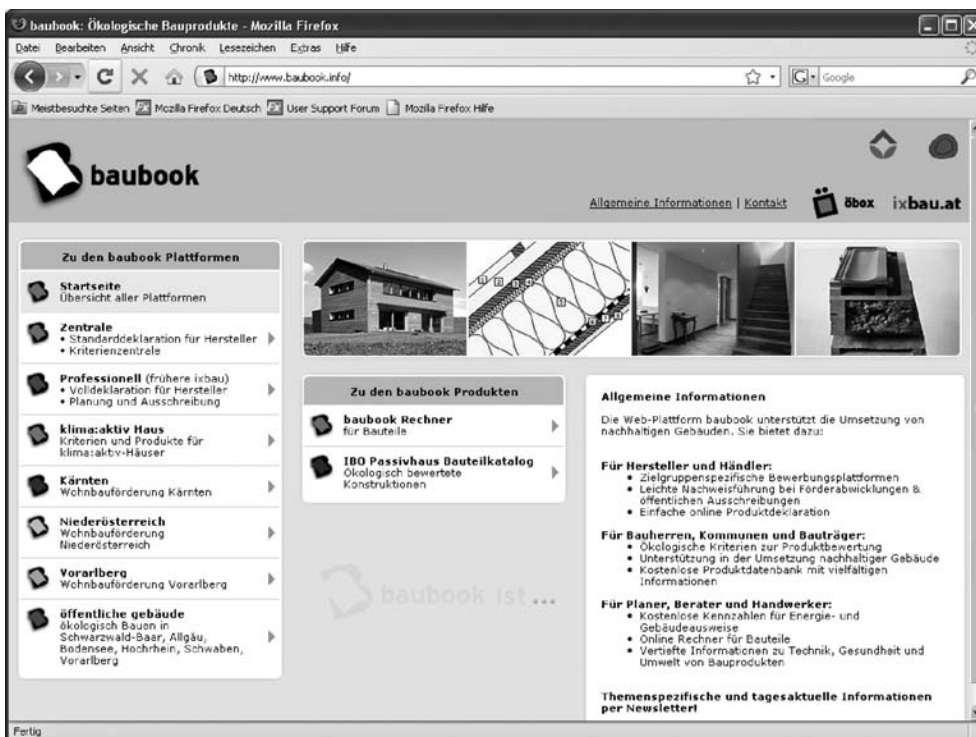 baubook: Ökologische Bauprodukte - Mozilla Firefox
Datei Bearbeiten Ansicht Chronik Lesezeichen Extras Hilfe
http://www.baubook.info/
Google
Meistbesuchte Seiten Mozilla Firefox Deutsch User Support Forum Mozilla Firefox Hilfe
baubook
Allgemeine Informationen | Kontakt
öbox
ixbau.at
Zu den baubook Plattformen
Startseite
Übersicht aller Plattformen
Zentrale
• Standarddeklaration für Hersteller
• Kriterienzentrale
Professionell (frühere ixbau)
• Volldeklaration für Hersteller
• Planung und Ausschreibung
klima:aktiv Haus
Kriterien und Produkte für
klima:aktiv-Häuser
Kärnten
Wohnbauförderung Kärnten
Niederösterreich
Wohnbauförderung
Niederösterreich
Vorarlberg
Wohnbauförderung Vorarlberg
öffentliche gebäude
ökologisch Bauen in
Schwarzwald-Baar, Allgäu,
Bodensee, Hochrhein, Schwaben,
Vorarlberg
Zu den baubook Produkten
baubook Rechner
für Bauteile
IBO Passivhaus Bauteilkatalog
Ökologisch bewertete
Konstruktionen
baubook ist ...
Allgemeine Informationen
Die Web-Plattform baubook unterstützt die Umsetzung von
nachhaltigen Gebäuden. Sie bietet dazu:
Für Hersteller und Händler:
• Zielgruppenspezifische Bewerbungsplattformen
• Leichte Nachweisführung bei Förderabwicklungen &
öffentlichen Ausschreibungen
• Einfache online Produktdeklaration
Für Bauherren, Kommunen und Bauträger:
• Ökologische Kriterien zur Produktbewertung
• Unterstützung in der Umsetzung nachhaltiger Gebäude
• Kostenlose Produktdatenbank mit vielfältigen
Informationen
Für Planer, Berater und Handwerker:
• Kostenlose Kennzahlen für Energie- und
Gebäudeausweise
• Online Rechner für Bauteile
• Vertiefte Informationen zu Technik, Gesundheit und
Umwelt von Bauprodukten
Themenspezifische und tagesaktuelle Informationen
per Newsletter!
Fertig